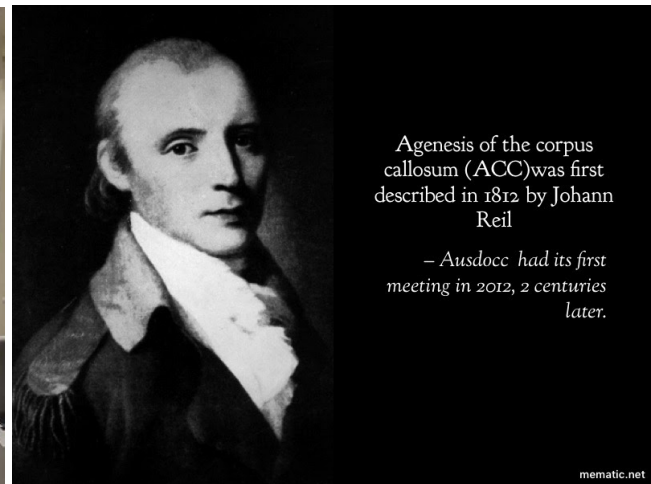 Agenesis of the corpus
callosum (ACC)was first
described in 1812 by Johann
Reil
– Ausdocc had its first
meeting in 2012, 2 centuries
later.
mematic.net